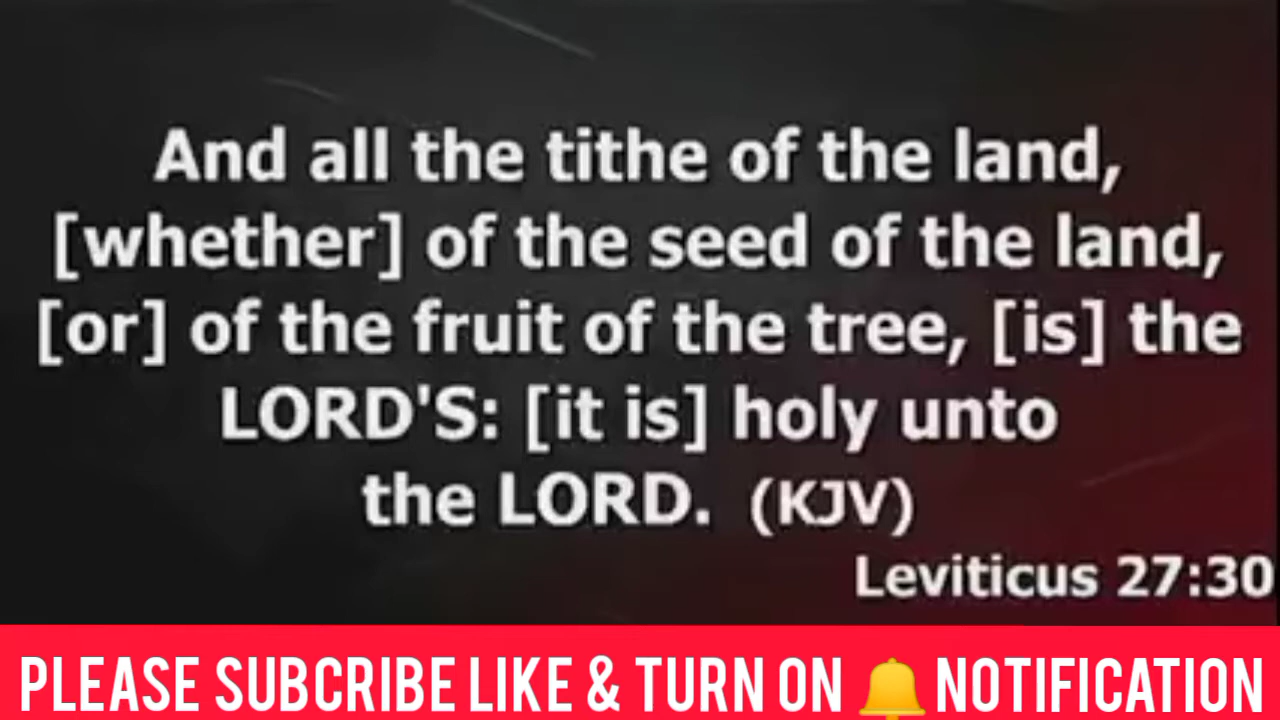 And all the tithe of the land,
[whether] of the seed of the land,
[or] of the fruit of the tree, [is] the
LORD'S: [it is] holy unto
the LORD. (KJV)
Leviticus 27:30
PLEASE SUBCRIBE LIKE & TURN ON 🔔 NOTIFICATION